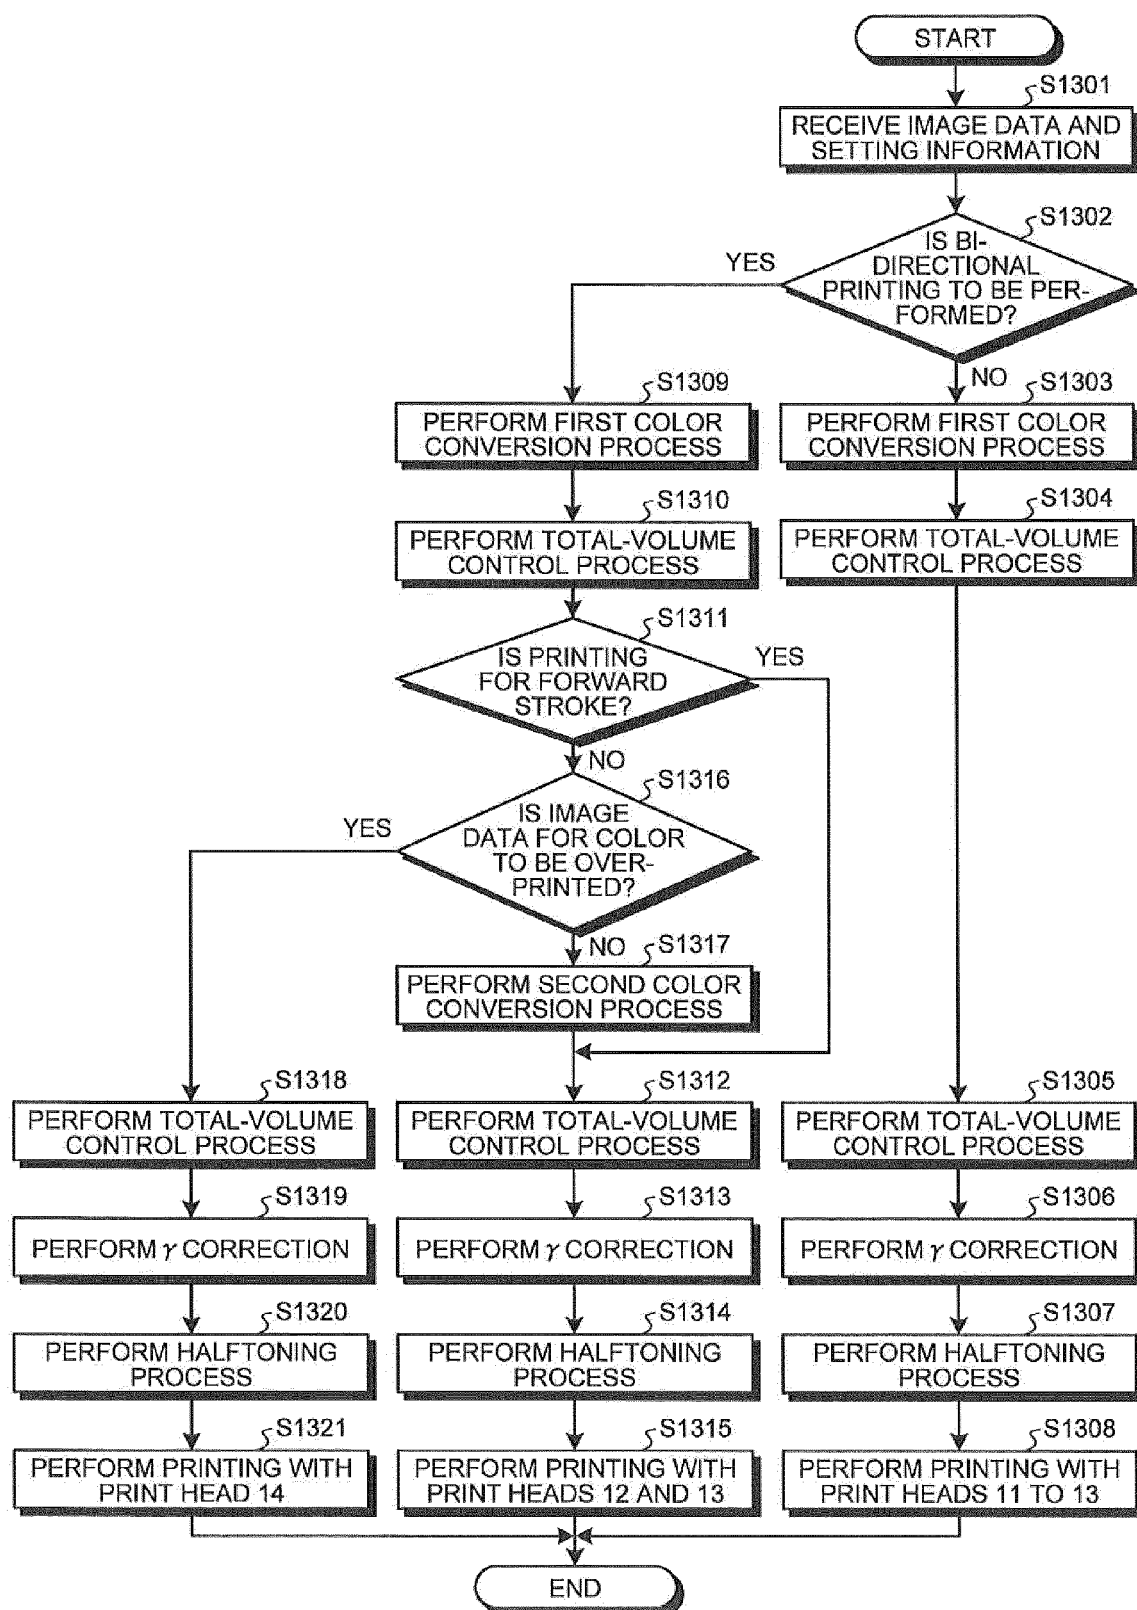 START
S1301
RECEIVE IMAGE DATA AND
SETTING INFORMATION
S1302
IS BI-
DIRECTIONAL
PRINTING TO BE PER-
FORMED?
YES
NO
S1309
PERFORM FIRST COLOR
CONVERSION PROCESS
S1303
PERFORM FIRST COLOR
CONVERSION PROCESS
S1310
PERFORM TOTAL-VOLUME
CONTROL PROCESS
S1304
PERFORM TOTAL-VOLUME
CONTROL PROCESS
S1311
IS PRINTING
FOR FORWARD
STROKE?
YES
NO
S1316
IS IMAGE
DATA FOR COLOR
TO BE OVER-
PRINTED?
YES
NO
S1317
PERFORM SECOND COLOR
CONVERSION PROCESS
S1318
PERFORM TOTAL-VOLUME
CONTROL PROCESS
S1312
PERFORM TOTAL-VOLUME
CONTROL PROCESS
S1305
PERFORM TOTAL-VOLUME
CONTROL PROCESS
S1319
PERFORM γ CORRECTION
S1313
PERFORM γ CORRECTION
S1306
PERFORM γ CORRECTION
S1320
PERFORM HALFTONING
PROCESS
S1314
PERFORM HALFTONING
PROCESS
S1307
PERFORM HALFTONING
PROCESS
S1321
PERFORM PRINTING WITH
PRINT HEAD 14
S1315
PERFORM PRINTING WITH
PRINT HEADS 12 AND 13
S1308
PERFORM PRINTING WITH
PRINT HEADS 11 TO 13
END